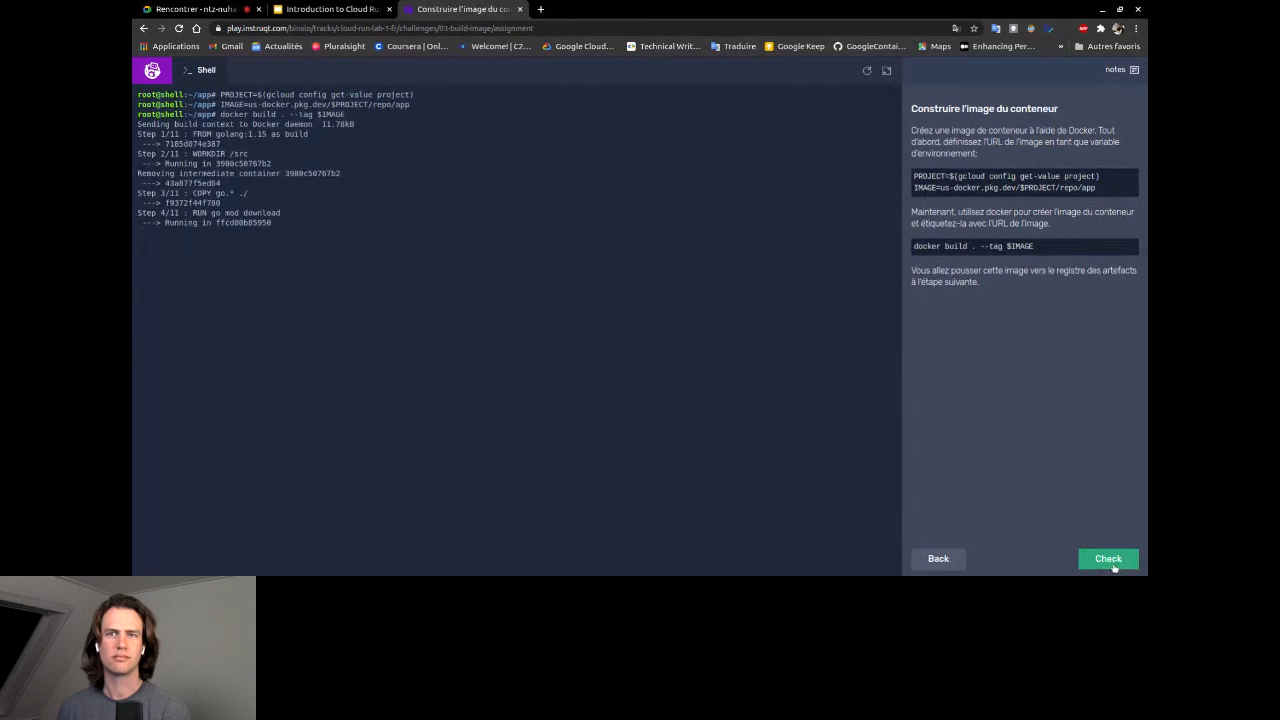 Rencontrer - ntz-nuha
Introduction to Cloud Ru
Construire l'image du co
play.instruqt.com/binxio/tracks/cloud-run-lab-1-fr/challenges/03-build-image/assignment
Applications Gmail Actualités Pluralsight Coursera | Onl... Welcome! | C2... Google Cloud... Technical Writ... Traduire Google Keep GoogleContai... Maps Enhancing Per... » Autres favoris
>_ Shell
notes
root@shell:~/app# PROJECT=$(gcloud config get-value project)
root@shell:~/app# IMAGE=us-docker.pkg.dev/$PROJECT/repo/app
root@shell:~/app# docker build . --tag $IMAGE
Sending build context to Docker daemon  11.78kB
Step 1/11 : FROM golang:1.15 as build
---> 7185d074e387
Step 2/11 : WORKDIR /src
---> Running in 3980c50767b2
Removing intermediate container 3980c50767b2
---> 43a877f5ed04
Step 3/11 : COPY go.* ./
---> f9372f44f780
Step 4/11 : RUN go mod download
---> Running in ffcd00b85950
Construire l'image du conteneur
Créez une image de conteneur à l'aide de Docker. Tout
d'abord, définissez l'URL de l'image en tant que variable
d'environnement;
PROJECT=$(gcloud config get-value project)
IMAGE=us-docker.pkg.dev/$PROJECT/repo/app
Maintenant, utilisez docker pour créer l'image du conteneur
et étiquetez-la avec l'URL de l'image.
docker build . --tag $IMAGE
Vous allez pousser cette image vers le registre des artefacts
à l'étape suivante.
Back
Check